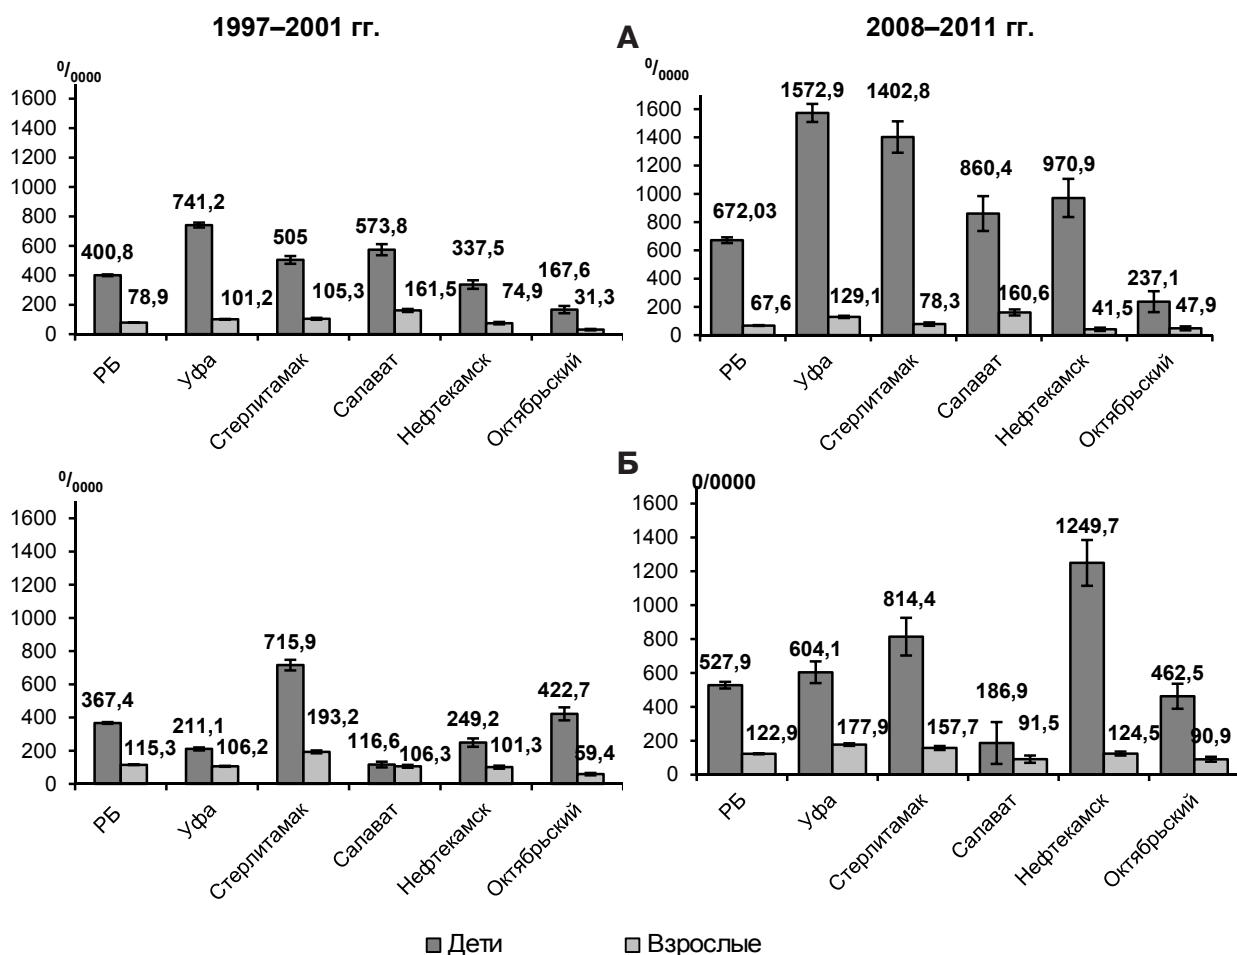 1997–2001 гг.
А
2008–2011 гг.
0/0000
1600
1400
1200
1000
800
600
400
200
0
400,8
78,9
741,2
101,2
505
105,3
573,8
161,5
337,5
74,9
167,6
31,3
РБ
Уфа
Стерлитамак
Салават
Нефтекамск
Октябрьский
0/0000
1600
1400
1200
1000
800
600
400
200
0
672,03
67,6
1572,9
129,1
1402,8
78,3
860,4
160,6
970,9
41,5
237,1
47,9
РБ
Уфа
Стерлитамак
Салават
Нефтекамск
Октябрьский
Б
0/0000
1600
1400
1200
1000
800
600
400
200
0
367,4
115,3
211,1
106,2
715,9
193,2
116,6
106,3
249,2
101,3
422,7
59,4
РБ
Уфа
Стерлитамак
Салават
Нефтекамск
Октябрьский
0/0000
1600
1400
1200
1000
800
600
400
200
0
527,9
122,9
604,1
177,9
814,4
157,7
186,9
91,5
1249,7
124,5
462,5
90,9
РБ
Уфа
Стерлитамак
Салават
Нефтекамск
Октябрьский
Дети
Взрослые